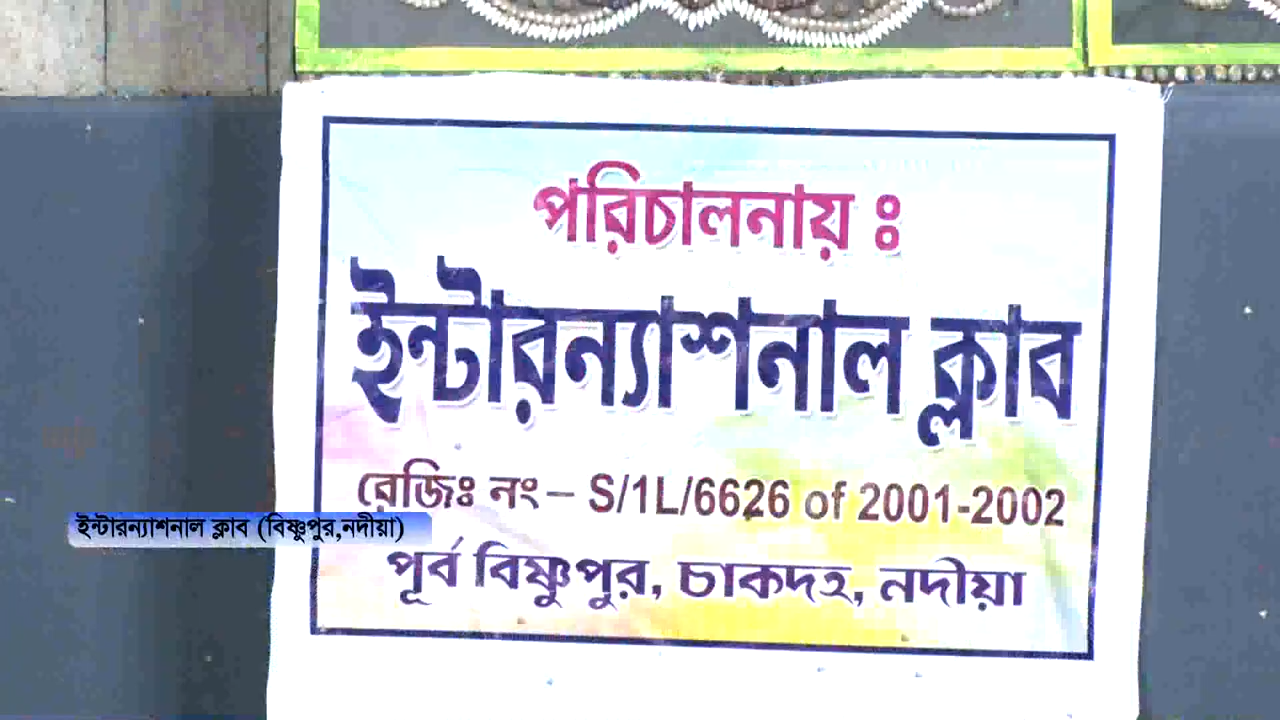 পরিচালনায় ঃ
ইন্টারন্যাশনাল ক্লাব
রেজিঃ নং– S/1L/6626 of 2001-2002
পূর্ব বিষ্ণুপুর, চাকদহ, নদীয়া
ইন্টারন্যাশনাল ক্লাব (বিষ্ণুপুর,নদীয়া)